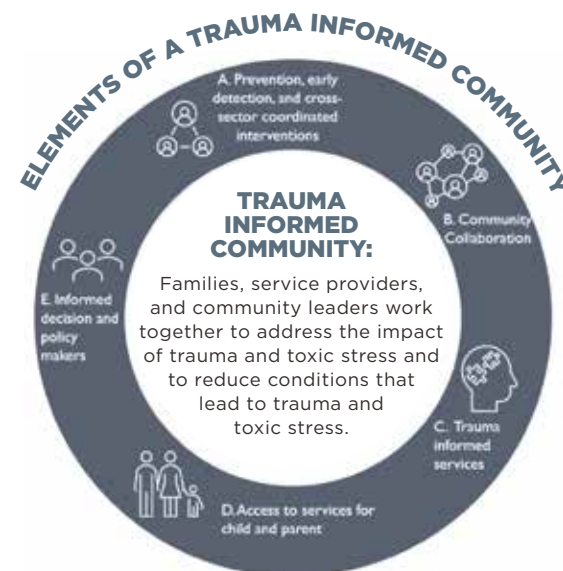 ELEMENTS OF A TRAUMA INFORMED COMMUNITY
A. Prevention, early
detection, and cross-
sector coordinated
interventions
B. Community
Collaboration
C. Trauma
informed
services
D. Access to services for
child and parent
E. Informed
decision and
policy
makers
TRAUMA
INFORMED
COMMUNITY:
Families, service providers,
and community leaders work
together to address the impact
of trauma and toxic stress and
to reduce conditions that
lead to trauma and
toxic stress.